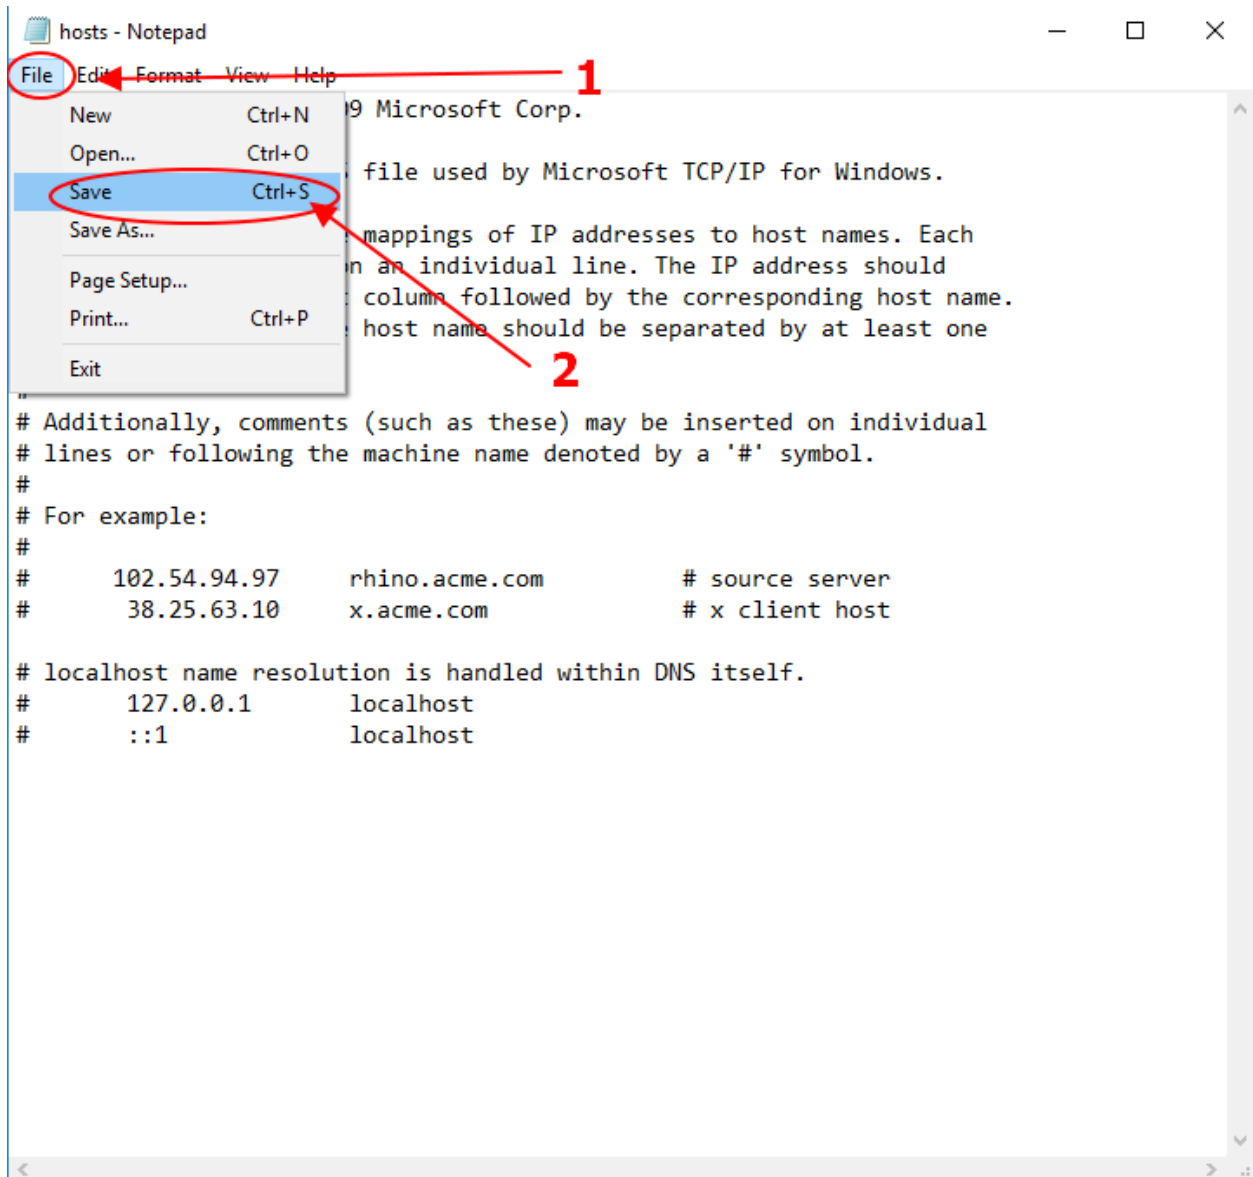 hosts - Notepad
File Edit Format View Help
1
New Ctrl+N
9 Microsoft Corp.
Open... Ctrl+O
file used by Microsoft TCP/IP for Windows.
Save Ctrl+S
Save As...
mappings of IP addresses to host names. Each
an individual line. The IP address should
Page Setup...
column followed by the corresponding host name.
Print... Ctrl+P
host name should be separated by at least one
2
Exit
#
# Additionally, comments (such as these) may be inserted on individual
# lines or following the machine name denoted by a '#' symbol.
#
# For example:
#
# 102.54.94.97 rhino.acme.com # source server
# 38.25.63.10 x.acme.com # x client host
# localhost name resolution is handled within DNS itself.
# 127.0.0.1 localhost
# ::1 localhost